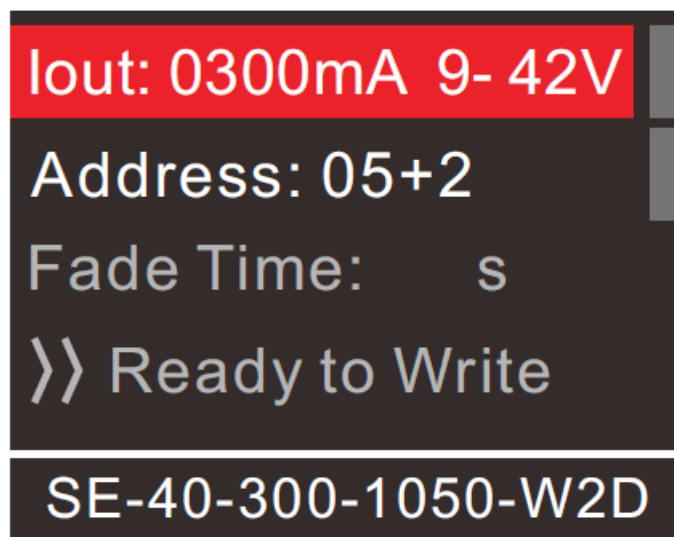 Iout: 0300mA 9- 42V
Address: 05+2
Fade Time: s
⟩⟩ Ready to Write
SE-40-300-1050-W2D